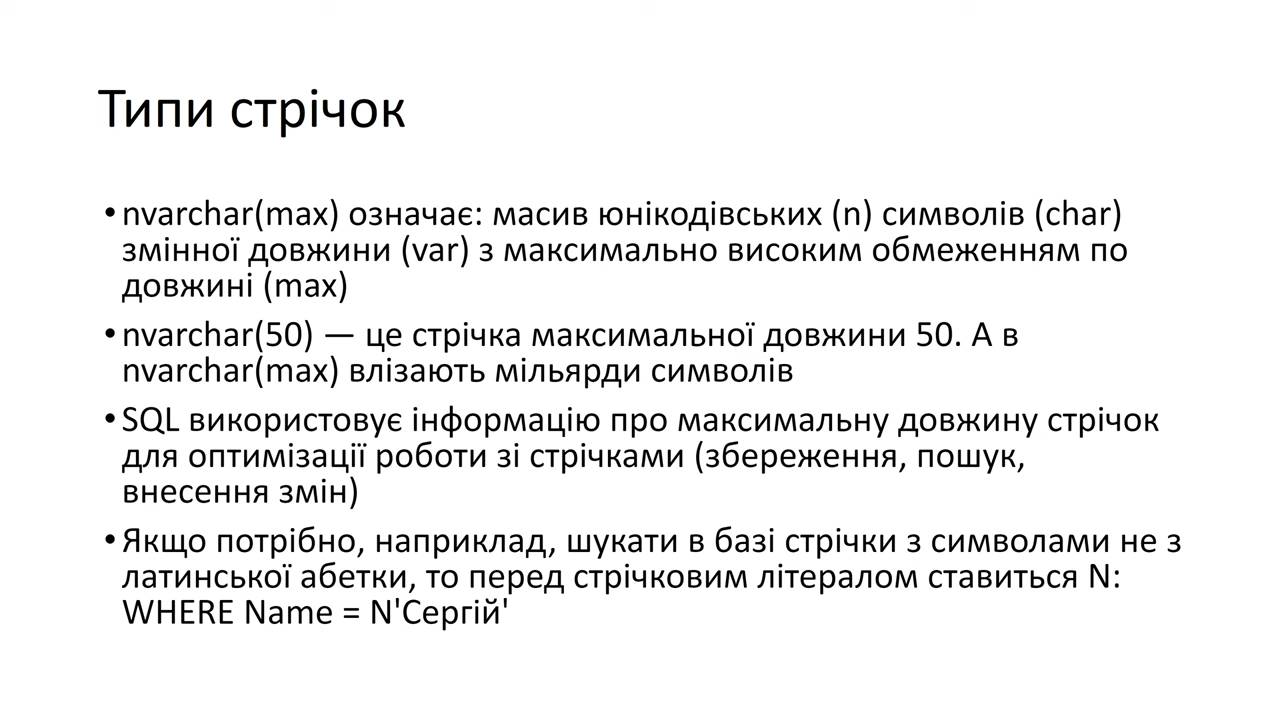 Типи стрічок
•nvarchar(max) означає: масив юнікодівських (n) символів (char)
змінної довжини (var) з максимально високим обмеженням по
довжині (max)
•nvarchar(50) — це стрічка максимальної довжини 50. А в
nvarchar(max) влізають мільярди символів
•SQL використовує інформацію про максимальну довжину стрічок
для оптимізації роботи зі стрічками (збереження, пошук,
внесення змін)
•Якщо потрібно, наприклад, шукати в базі стрічки з символами не з
латинської абетки, то перед стрічковим літералом ставиться N:
WHERE Name = N'Сергій'